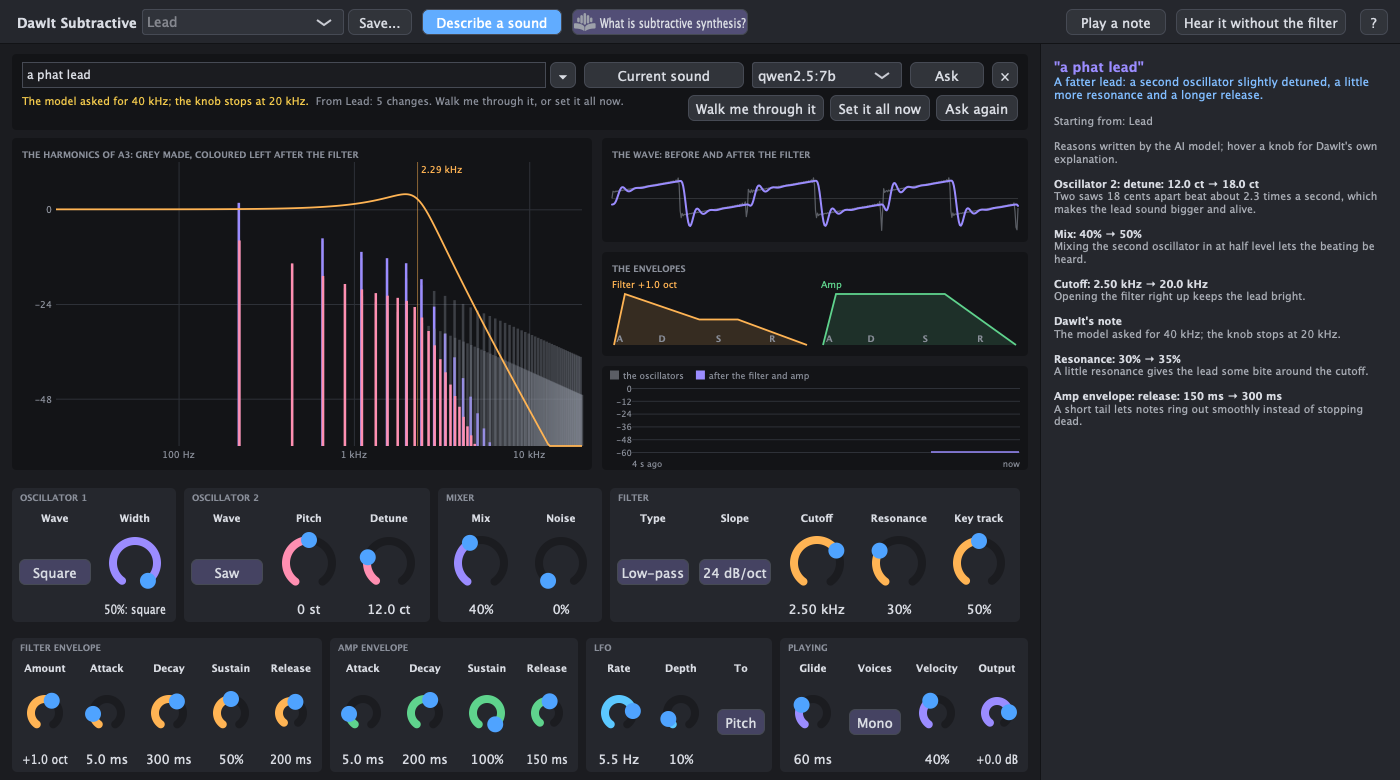 DawIt Subtractive
Lead
Save...
Describe a sound
What is subtractive synthesis?
Play a note
Hear it without the filter
?
a phat lead
Current sound
qwen2.5:7b
Ask
×
The model asked for 40 kHz; the knob stops at 20 kHz. From Lead: 5 changes. Walk me through it, or set it all now.
Walk me through it
Set it all now
Ask again
THE HARMONICS OF A3: GREY MADE, COLOURED LEFT AFTER THE FILTER
2.29 kHz
0
−24
−48
100 Hz
1 kHz
10 kHz
THE WAVE: BEFORE AND AFTER THE FILTER
THE ENVELOPES
Filter +1.0 oct
Amp
A D S R
A D S R
the oscillators
after the filter and amp
0
−12
−24
−36
−48
−60
4 s ago
now
OSCILLATOR 1
Wave
Width
Square
50%: square
OSCILLATOR 2
Wave
Pitch
Detune
Saw
0 st
12.0 ct
MIXER
Mix
Noise
40%
0%
FILTER
Type
Slope
Cutoff
Resonance
Key track
Low-pass
24 dB/oct
2.50 kHz
30%
50%
FILTER ENVELOPE
Amount
Attack
Decay
Sustain
Release
+1.0 oct
5.0 ms
300 ms
50%
200 ms
AMP ENVELOPE
Attack
Decay
Sustain
Release
5.0 ms
200 ms
100%
150 ms
LFO
Rate
Depth
To
Pitch
5.5 Hz
10%
PLAYING
Glide
Voices
Velocity
Output
Mono
60 ms
40%
+0.0 dB
"a phat lead"
A fatter lead: a second oscillator slightly detuned, a little
more resonance and a longer release.
Starting from: Lead
Reasons written by the AI model; hover a knob for DawIt's own
explanation.
Oscillator 2: detune: 12.0 ct → 18.0 ct
Two saws 18 cents apart beat about 2.3 times a second, which
makes the lead sound bigger and alive.
Mix: 40% → 50%
Mixing the second oscillator in at half level lets the beating be
heard.
Cutoff: 2.50 kHz → 20.0 kHz
Opening the filter right up keeps the lead bright.
DawIt's note
The model asked for 40 kHz; the knob stops at 20 kHz.
Resonance: 30% → 35%
A little resonance gives the lead some bite around the cutoff.
Amp envelope: release: 150 ms → 300 ms
A short tail lets notes ring out smoothly instead of stopping
dead.